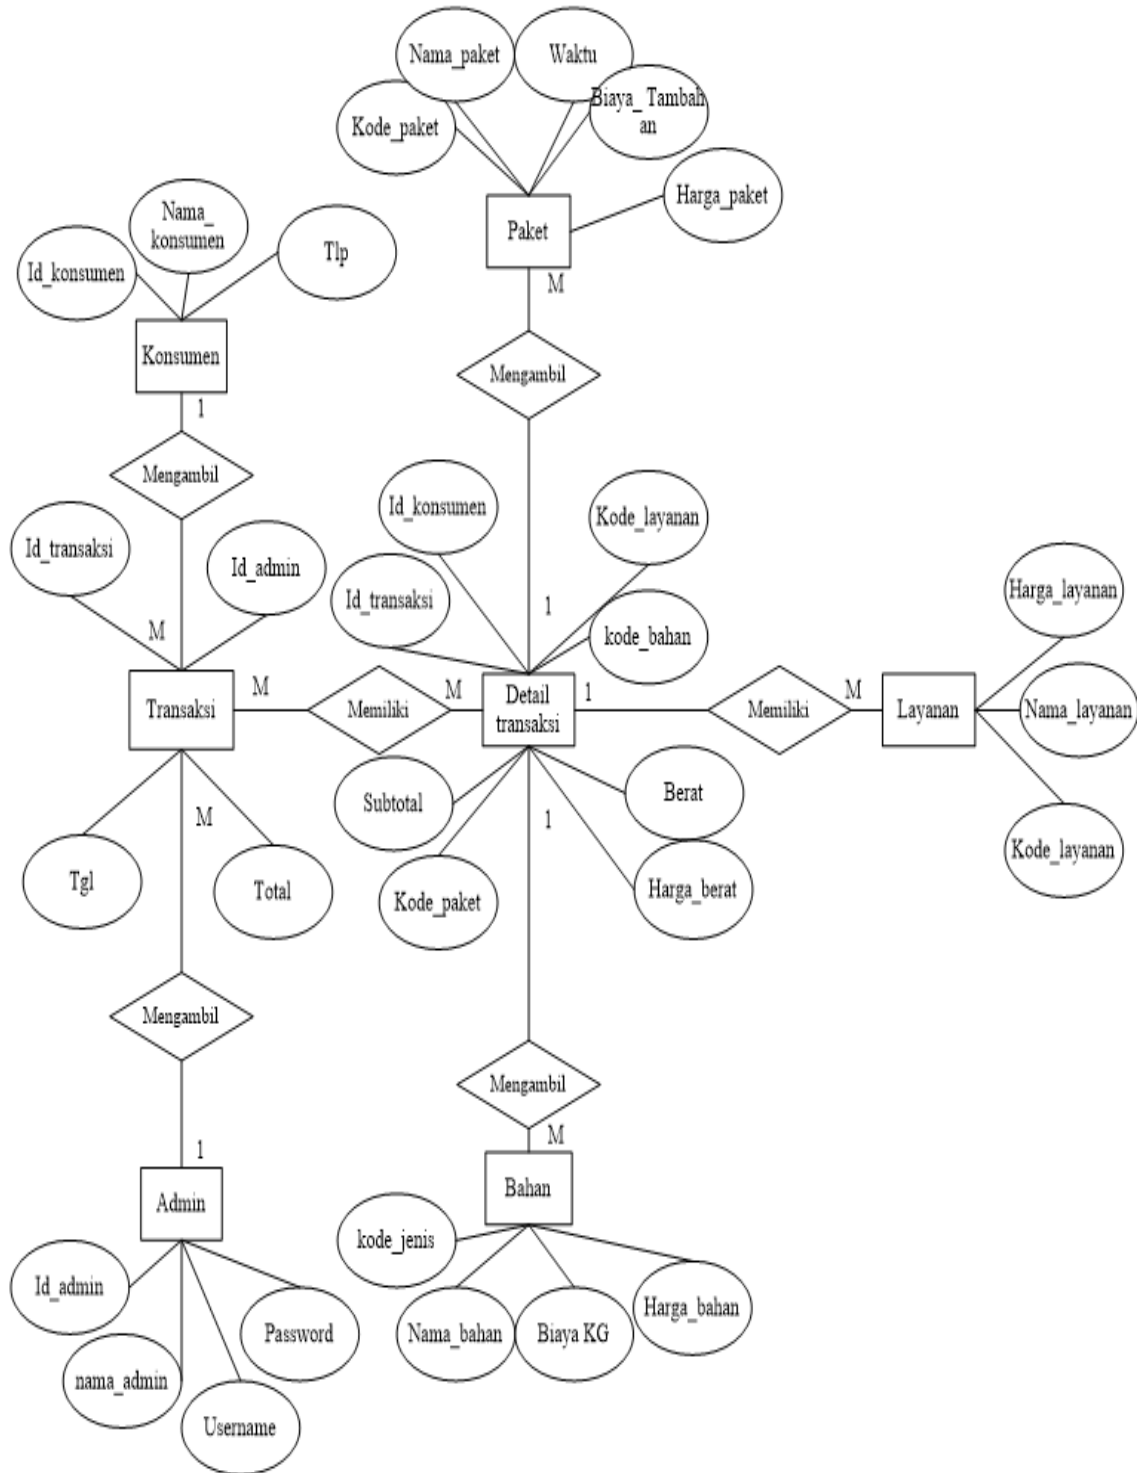 Nama_paket
Waktu
Biaya_ Tambah
an
Kode_paket
Harga_paket
Paket
M
Nama_
konsumen
Tlp
Id_konsumen
Konsumen
1
Mengambil
Mengambil
Id_konsumen
Kode_layanan
Id_transaksi
Id_admin
Id_transaksi
kode_bahan
Harga_layanan
M
1
Transaksi
M
Memiliki
M
Detail
transaksi
1
Memiliki
M
Layanan
Nama_layanan
Subtotal
Berat
M
1
Kode_layanan
Tgl
Total
Kode_paket
Harga_berat
Mengambil
Mengambil
M
1
Admin
Bahan
kode_jenis
Id_admin
Password
Nama_bahan
Biaya KG
Harga_bahan
nama_admin
Username